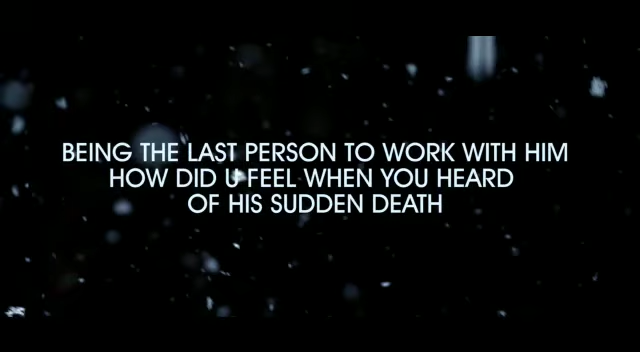 BEING THE LAST PERSON TO WORK WITH HIM
HOW DID U FEEL WHEN YOU HEARD
OF HIS SUDDEN DEATH